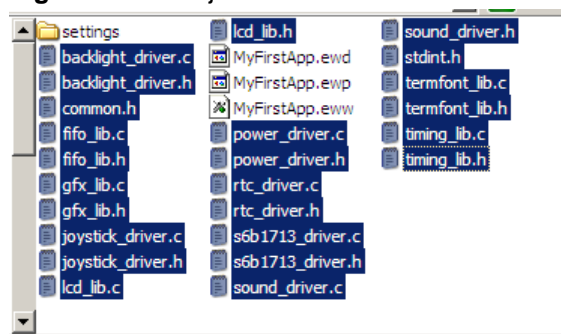 settings
backlight_driver.c
backlight_driver.h
common.h
fifo_lib.c
fifo_lib.h
gfx_lib.c
gfx_lib.h
joystick_driver.c
joystick_driver.h
lcd_lib.c
lcd_lib.h
MyFirstApp.ewd
MyFirstApp.ewp
MyFirstApp.eww
power_driver.c
power_driver.h
rtc_driver.c
rtc_driver.h
s6b1713_driver.c
s6b1713_driver.h
sound_driver.c
sound_driver.h
stdint.h
termfont_lib.c
termfont_lib.h
timing_lib.c
timing_lib.h